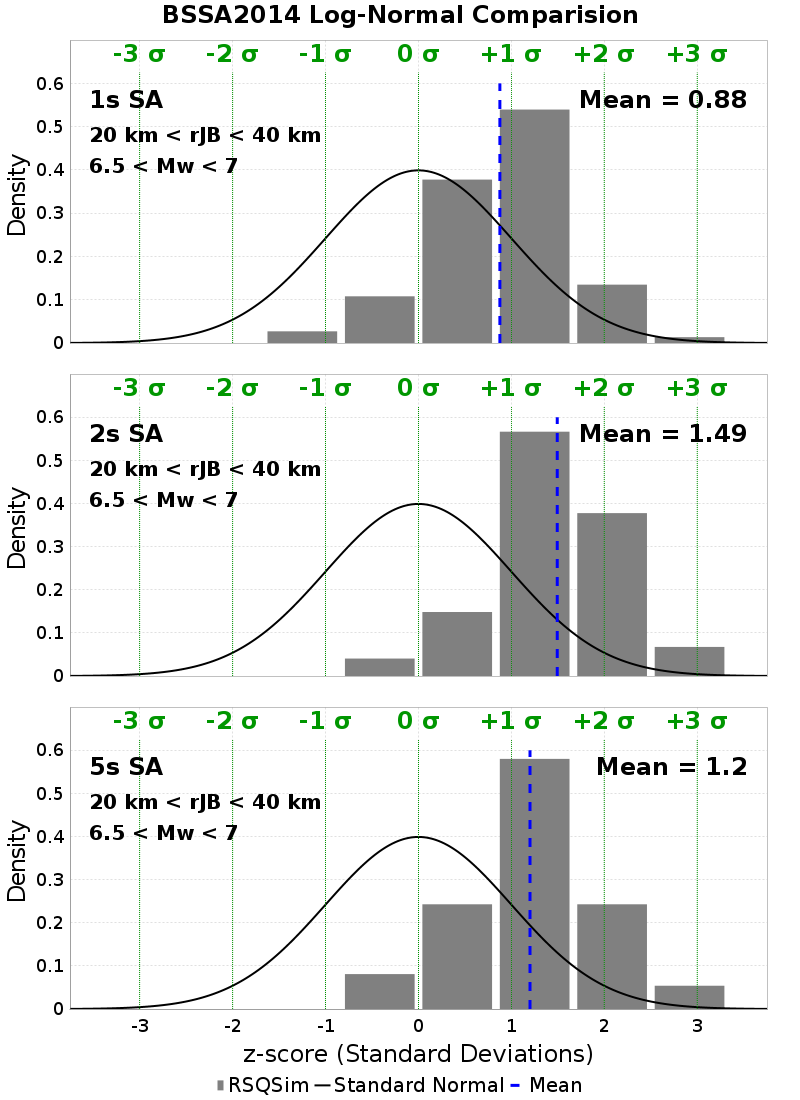 BSSA2014 Log-Normal Comparision
-3 σ -2 σ -1 σ 0 σ +1 σ +2 σ +3 σ
0.6
1s SA
Mean = 0.88
0.5
20 km < rJB < 40 km
6.5 < Mw < 7
0.4
0.3
0.2
0.1
0
Density
-3 σ -2 σ -1 σ 0 σ +1 σ +2 σ +3 σ
0.6
2s SA
Mean = 1.49
0.5
20 km < rJB < 40 km
6.5 < Mw < 7
0.4
0.3
0.2
0.1
0
Density
-3 σ -2 σ -1 σ 0 σ +1 σ +2 σ +3 σ
0.6
5s SA
Mean = 1.2
0.5
20 km < rJB < 40 km
6.5 < Mw < 7
0.4
0.3
0.2
0.1
0
Density
-3 -2 -1 0 1 2 3
z-score (Standard Deviations)
RSQSim Standard Normal Mean